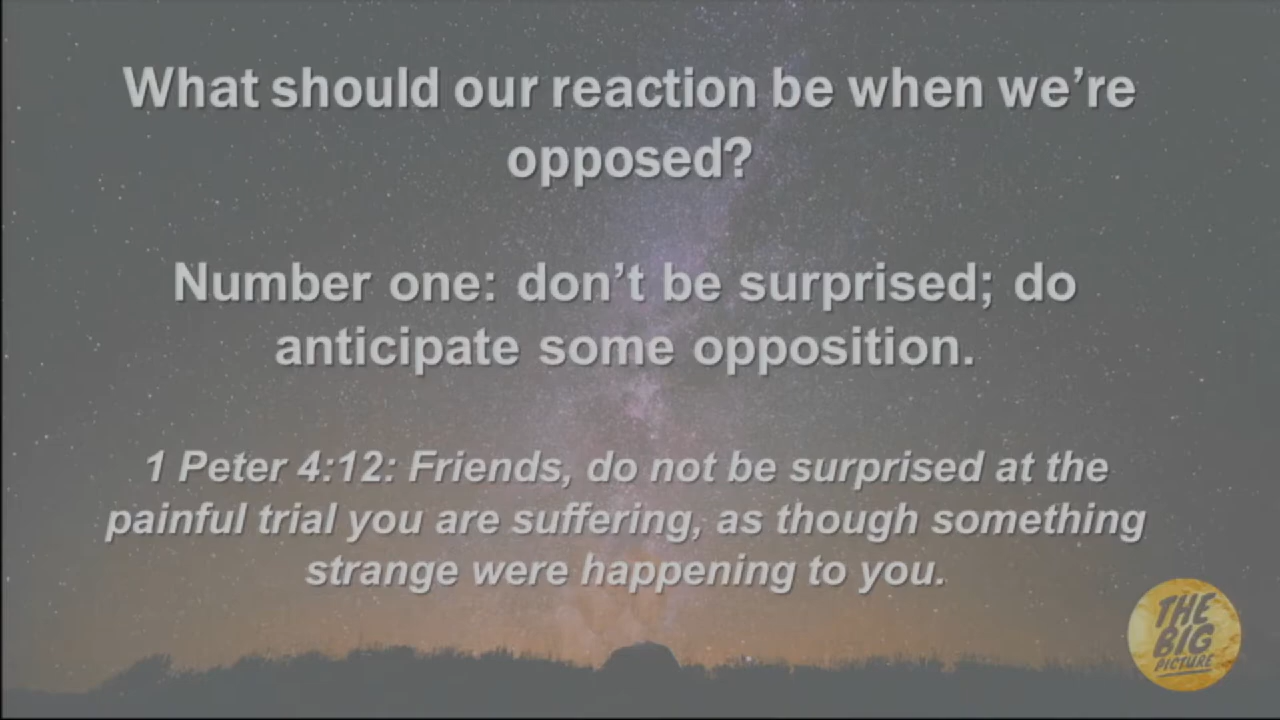 What should our reaction be when we’re
opposed?
Number one: don’t be surprised; do
anticipate some opposition.
1 Peter 4:12: Friends, do not be surprised at the
painful trial you are suffering, as though something
strange were happening to you.
THE
BIG
PICTURE